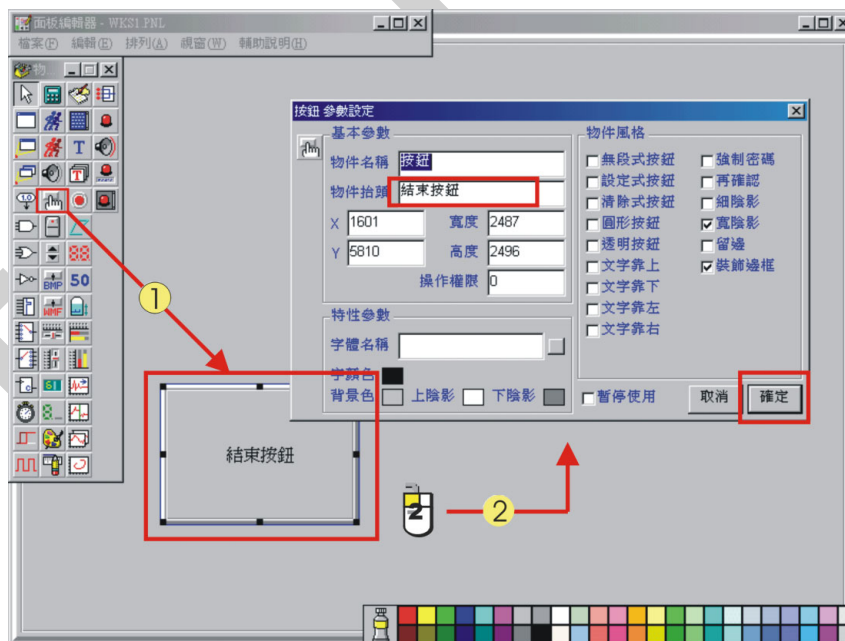 面板編輯器 - WKS1.PNL
檔案(F) 編輯(E) 排列(A) 視窗(W) 輔助說明(H)
物
T
T
1.0
88
BMP 50
WMF
61
8._
1
按鈕 參數設定
基本參數
物件名稱 按鈕
物件抬頭 結束按鈕
X 1601 寬度 2487
Y 5810 高度 2496
操作權限 0
特性參數
字體名稱
字顏色
背景色 上陰影 下陰影
物件風格
無段式按鈕 強制密碼
設定式按鈕 再確認
清除式按鈕 細陰影
圓形按鈕 寬陰影
透明按鈕 留邊
文字靠上 裝飾邊框
文字靠下
文字靠左
文字靠右
暫停使用 取消 確定
結束按鈕
2
2